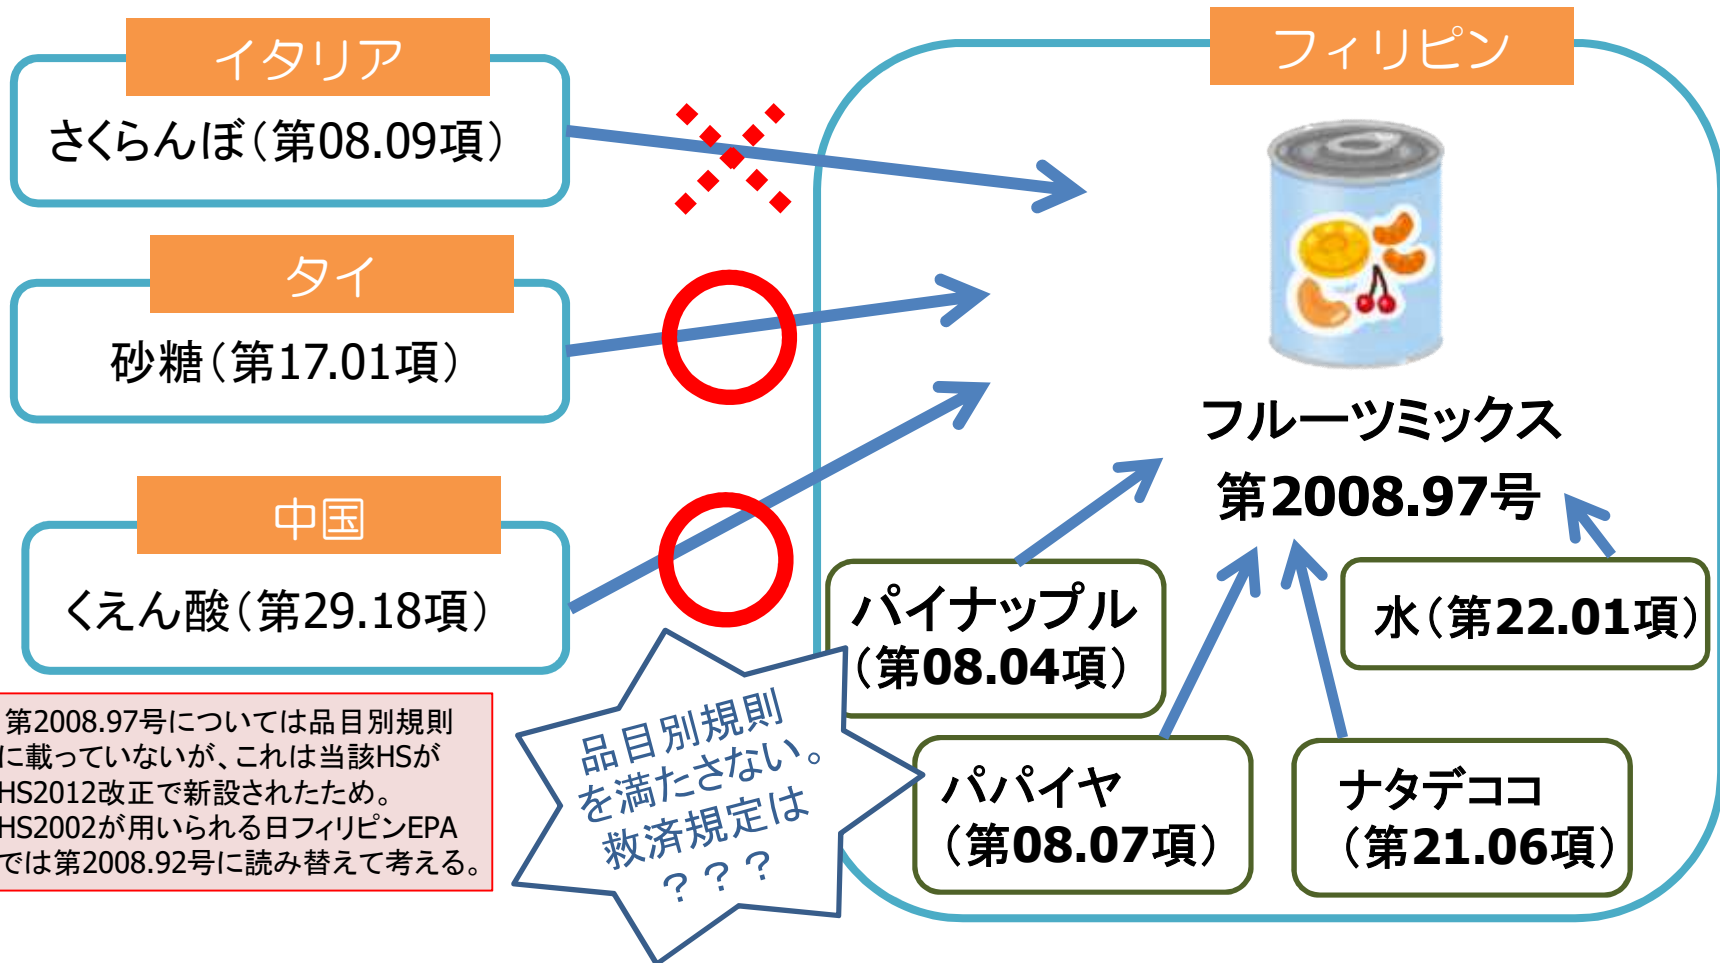 イタリア
さくらんぼ（第08.09項）
タイ
砂糖（第17.01項）
中国
くえん酸（第29.18項）
第2008.97号については品目別規則
に載っていないが、これは当該HSが
HS2012改正で新設されたため。
HS2002が用いられる日フィリピンEPA
では第2008.92号に読み替えて考える。
品目別規則
を満たさない。
救済規定は
？？？
フィリピン
フルーツミックス
第2008.97号
パイナップル
（第08.04項）
水（第22.01項）
パパイヤ
（第08.07項）
ナタデココ
（第21.06項）